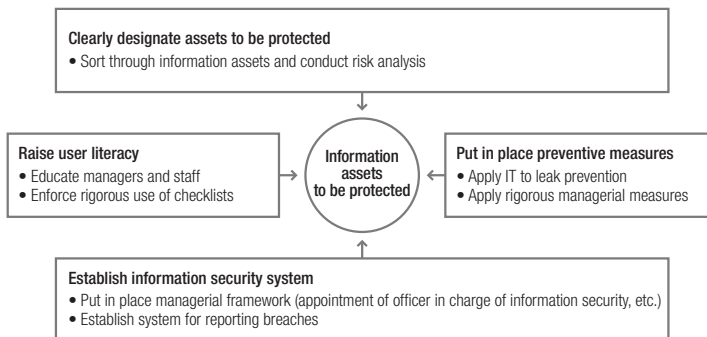 Clearly designate assets to be protected
• Sort through information assets and conduct risk analysis
Raise user literacy
• Educate managers and staff
• Enforce rigorous use of checklists
Information
assets
to be protected
Put in place preventive measures
• Apply IT to leak prevention
• Apply rigorous managerial measures
Establish information security system
• Put in place managerial framework (appointment of officer in charge of information security, etc.)
• Establish system for reporting breaches